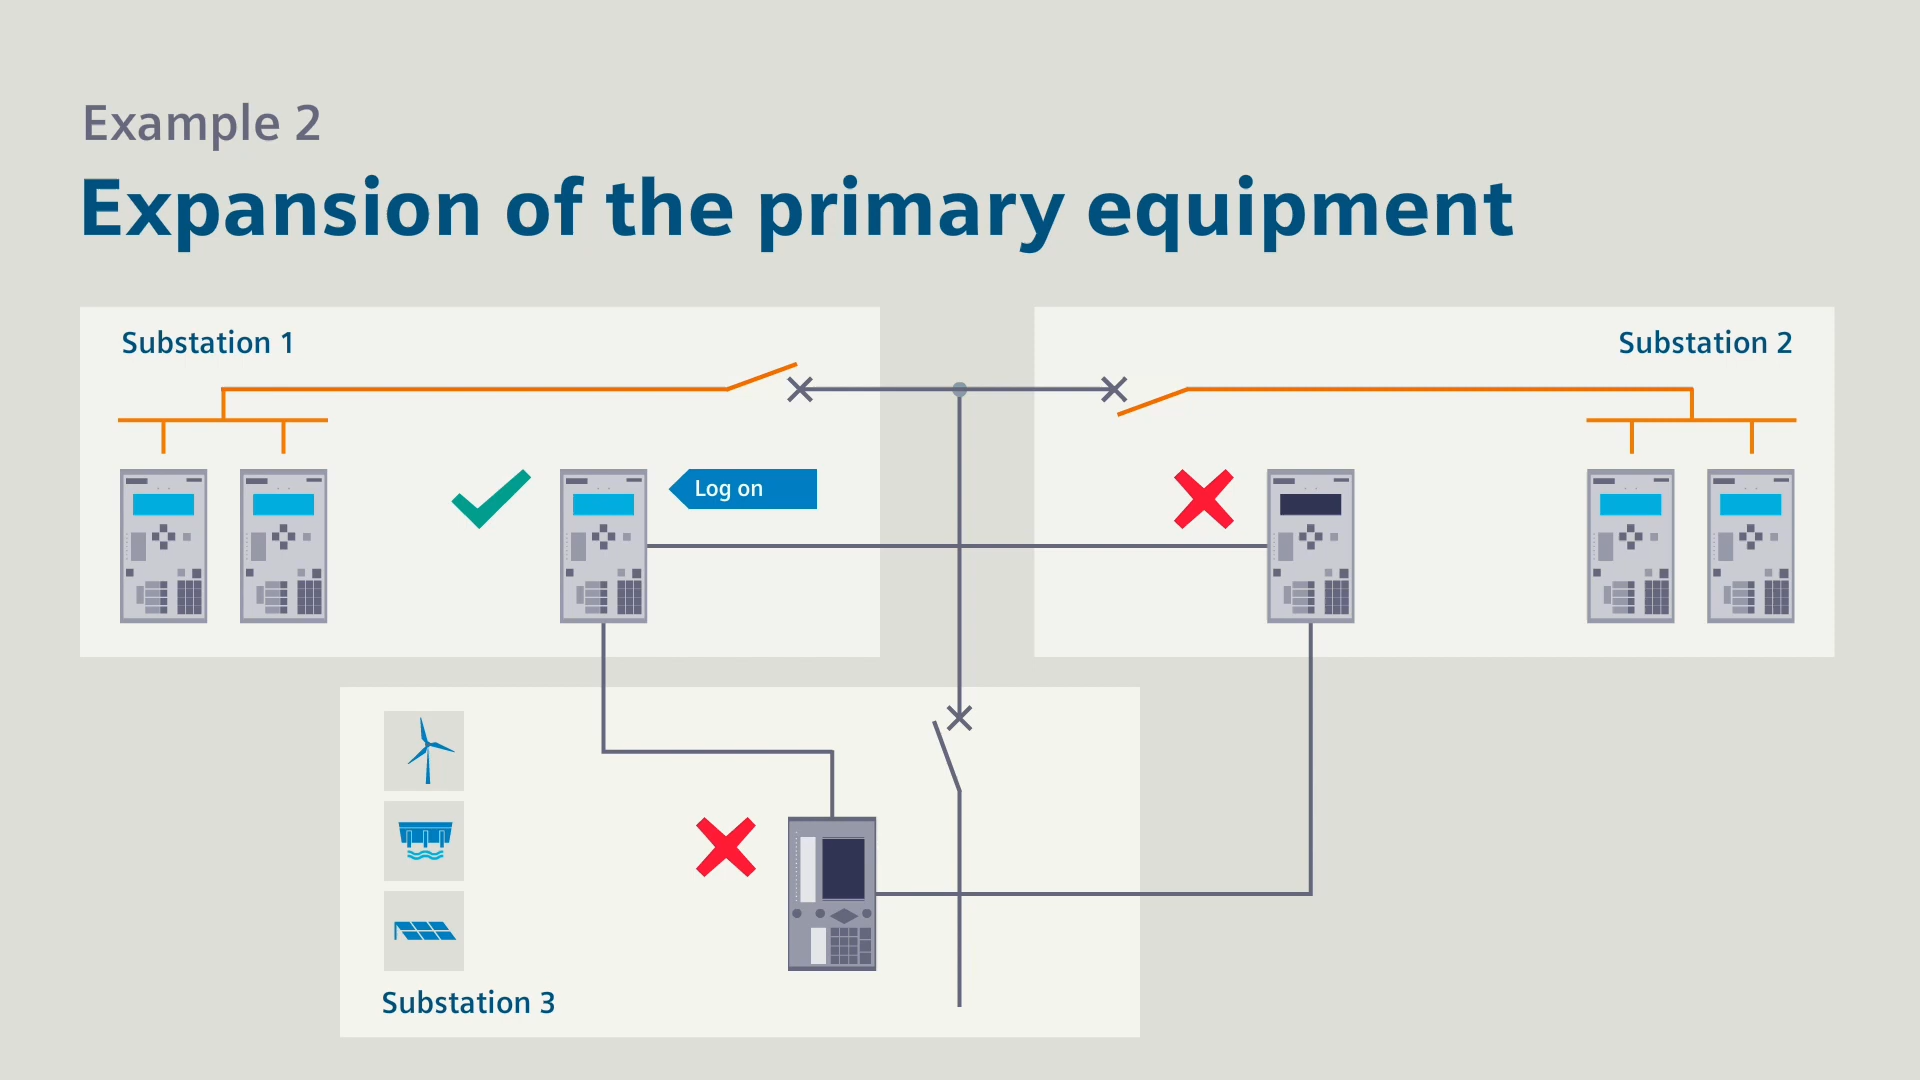 Example 2
Expansion of the primary equipment
Substation 1
Substation 2
Log on
Substation 3